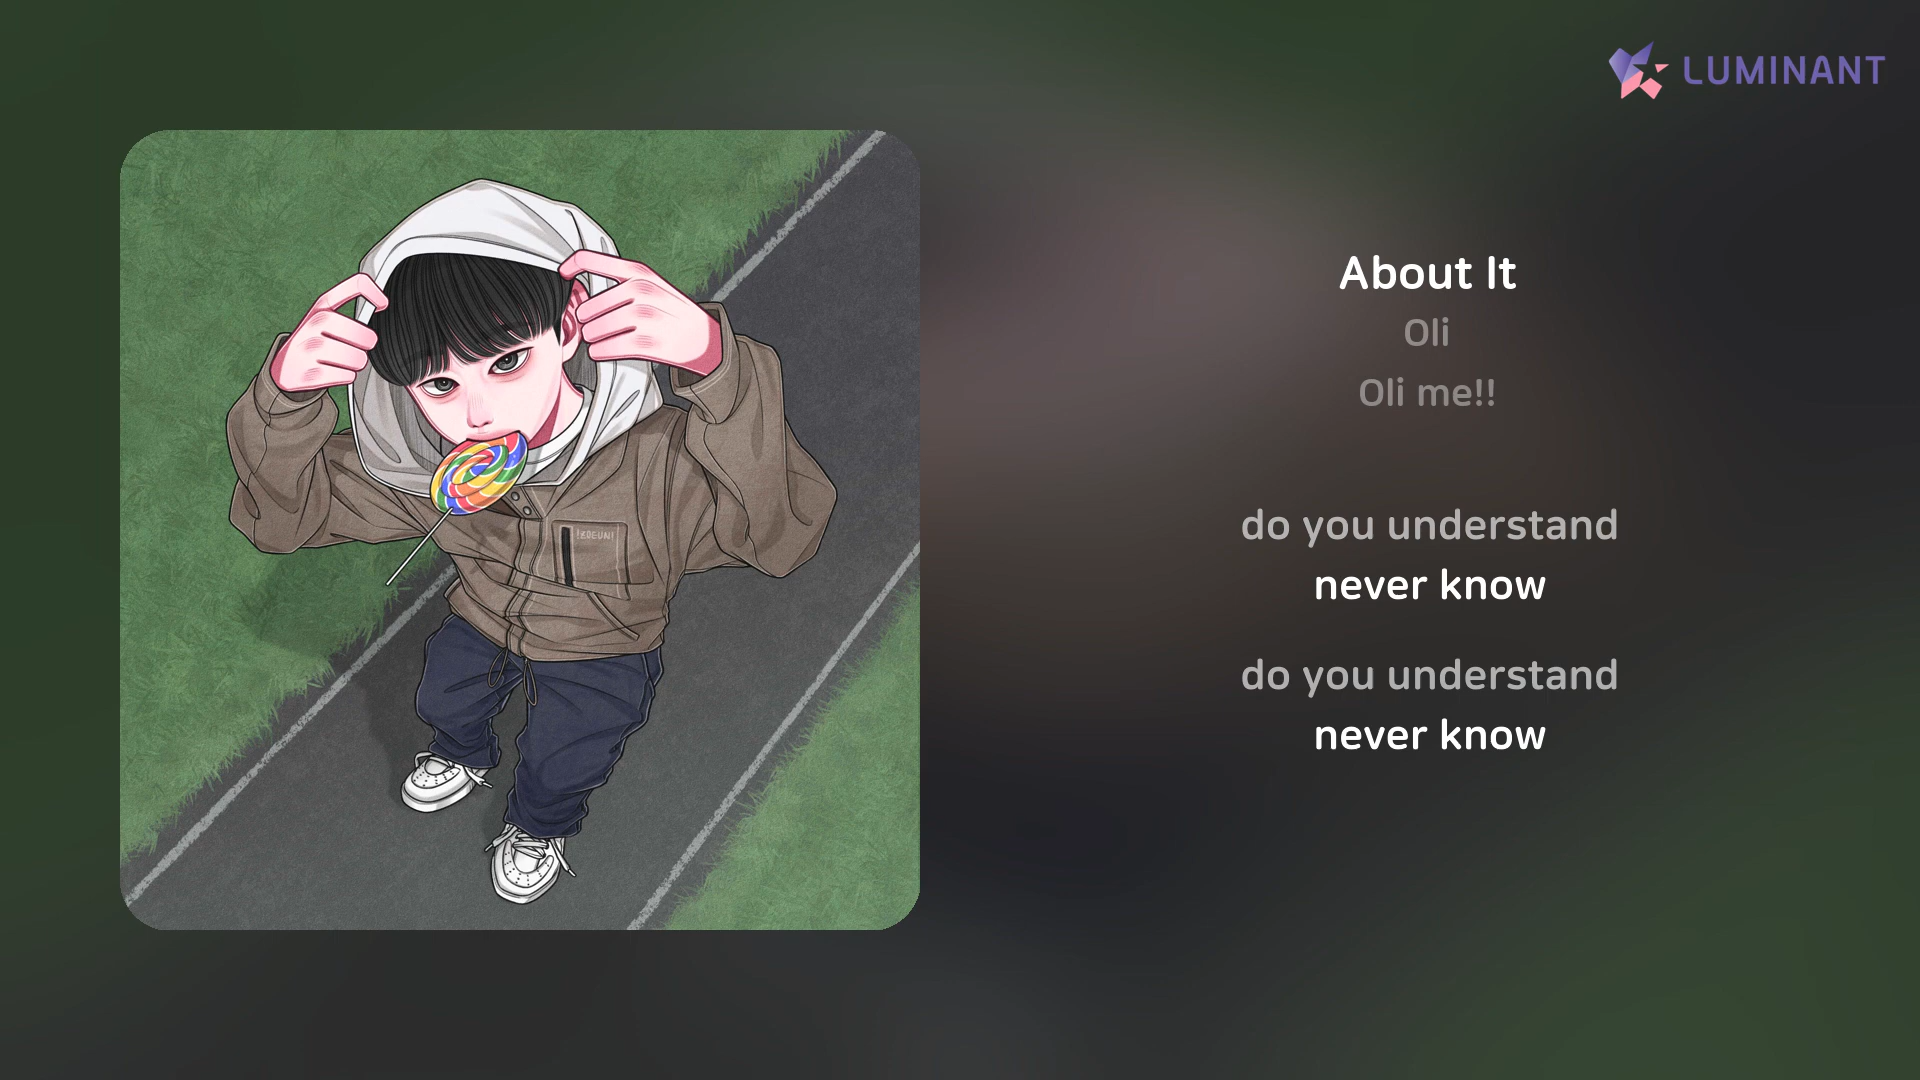 LUMINANT
About It
Oli
Oli me!!
do you understand
never know
do you understand
never know